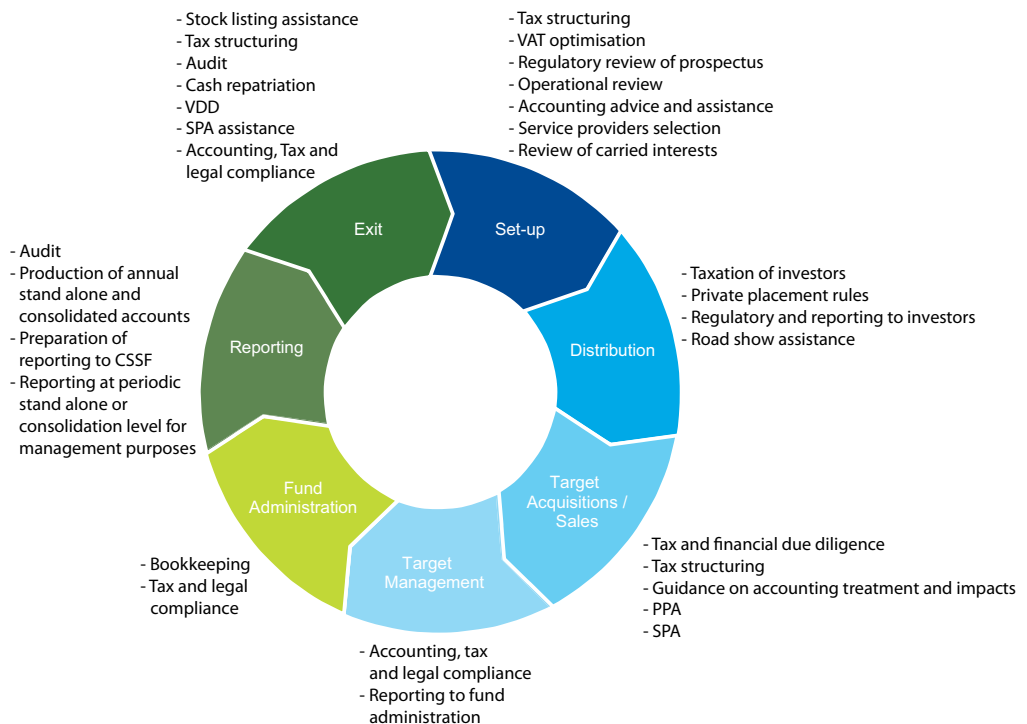 - Stock listing assistance
- Tax structuring
- Audit
- Cash repatriation
- VDD
- SPA assistance
- Accounting, Tax and
legal compliance
- Tax structuring
- VAT optimisation
- Regulatory review of prospectus
- Operational review
- Accounting advice and assistance
- Service providers selection
- Review of carried interests
Exit
Set-up
- Audit
- Production of annual
stand alone and
consolidated accounts
- Preparation of
reporting to CSSF
- Reporting at periodic
stand alone or
consolidation level for
management purposes
Reporting
Distribution
- Taxation of investors
- Private placement rules
- Regulatory and reporting to investors
- Road show assistance
Fund
Administration
Target
Acquisitions /
Sales
Target
Management
- Bookkeeping
- Tax and legal
compliance
- Tax and financial due diligence
- Tax structuring
- Guidance on accounting treatment and impacts
- PPA
- SPA
- Accounting, tax
and legal compliance
- Reporting to fund
administration